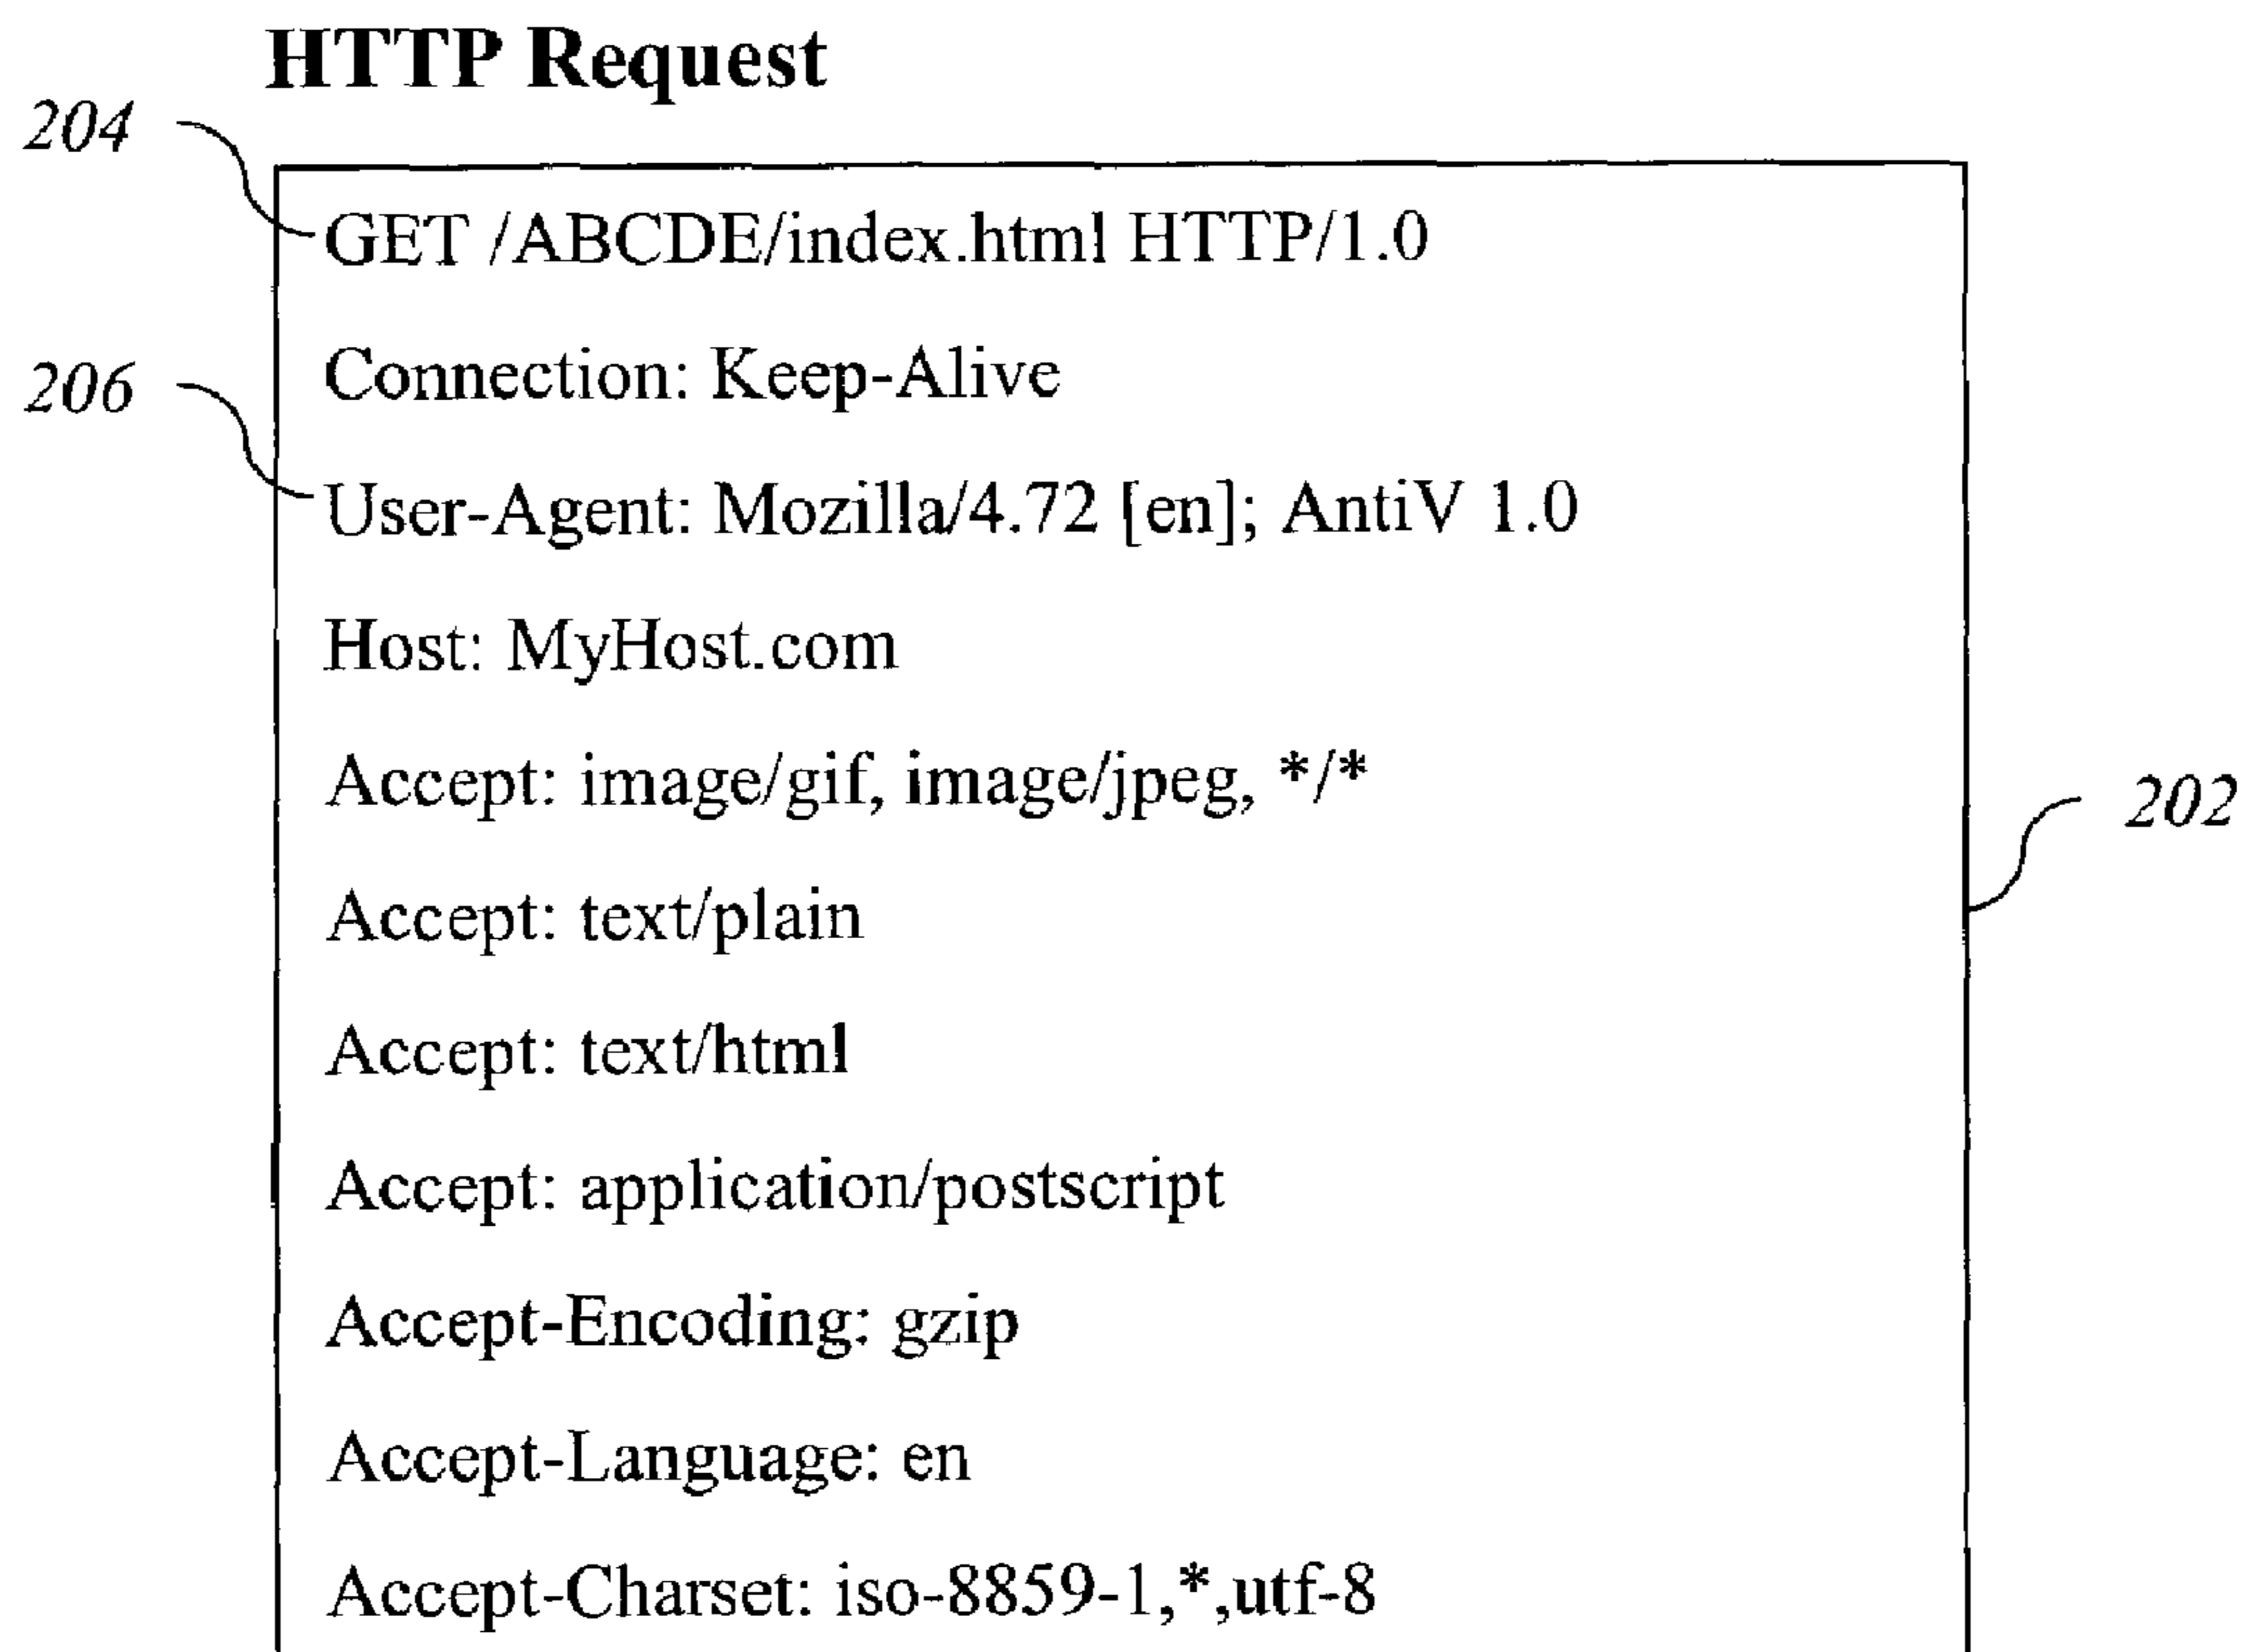 HTTP Request
204
GET /ABCDE/index.html HTTP/1.0
Connection: Keep-Alive
206
User-Agent: Mozilla/4.72 [en]; AntiV 1.0
Host: MyHost.com
Accept: image/gif, image/jpeg, */*
202
Accept: text/plain
Accept: text/html
Accept: application/postscript
Accept-Encoding: gzip
Accept-Language: en
Accept-Charset: iso-8859-1,*,utf-8